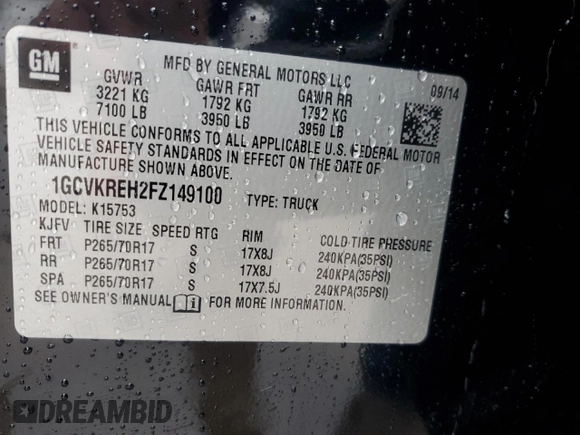 GM
MFD BY GENERAL MOTORS LLC
GVWR GAWR FRT GAWR RR 09/14
3221 KG 1792 KG 1792 KG
7100 LB 3950 LB 3950 LB
THIS VEHICLE CONFORMS TO ALL APPLICABLE U.S. FEDERAL MOTOR
VEHICLE SAFETY STANDARDS IN EFFECT ON THE DATE OF
MANUFACTURE SHOWN ABOVE.
1GCVKREH2FZ149100 TYPE: TRUCK
MODEL: K15753
KJFV TIRE SIZE SPEED RTG RIM COLD TIRE PRESSURE
FRT P265/70R17 S 17X8J 240KPA(35PSI)
RR P265/70R17 S 17X8J 240KPA(35PSI)
SPA P265/70R17 S 17X7.5J 240KPA(35PSI)
SEE OWNER'S MANUAL FOR MORE INFORMATION.
DREAMBID